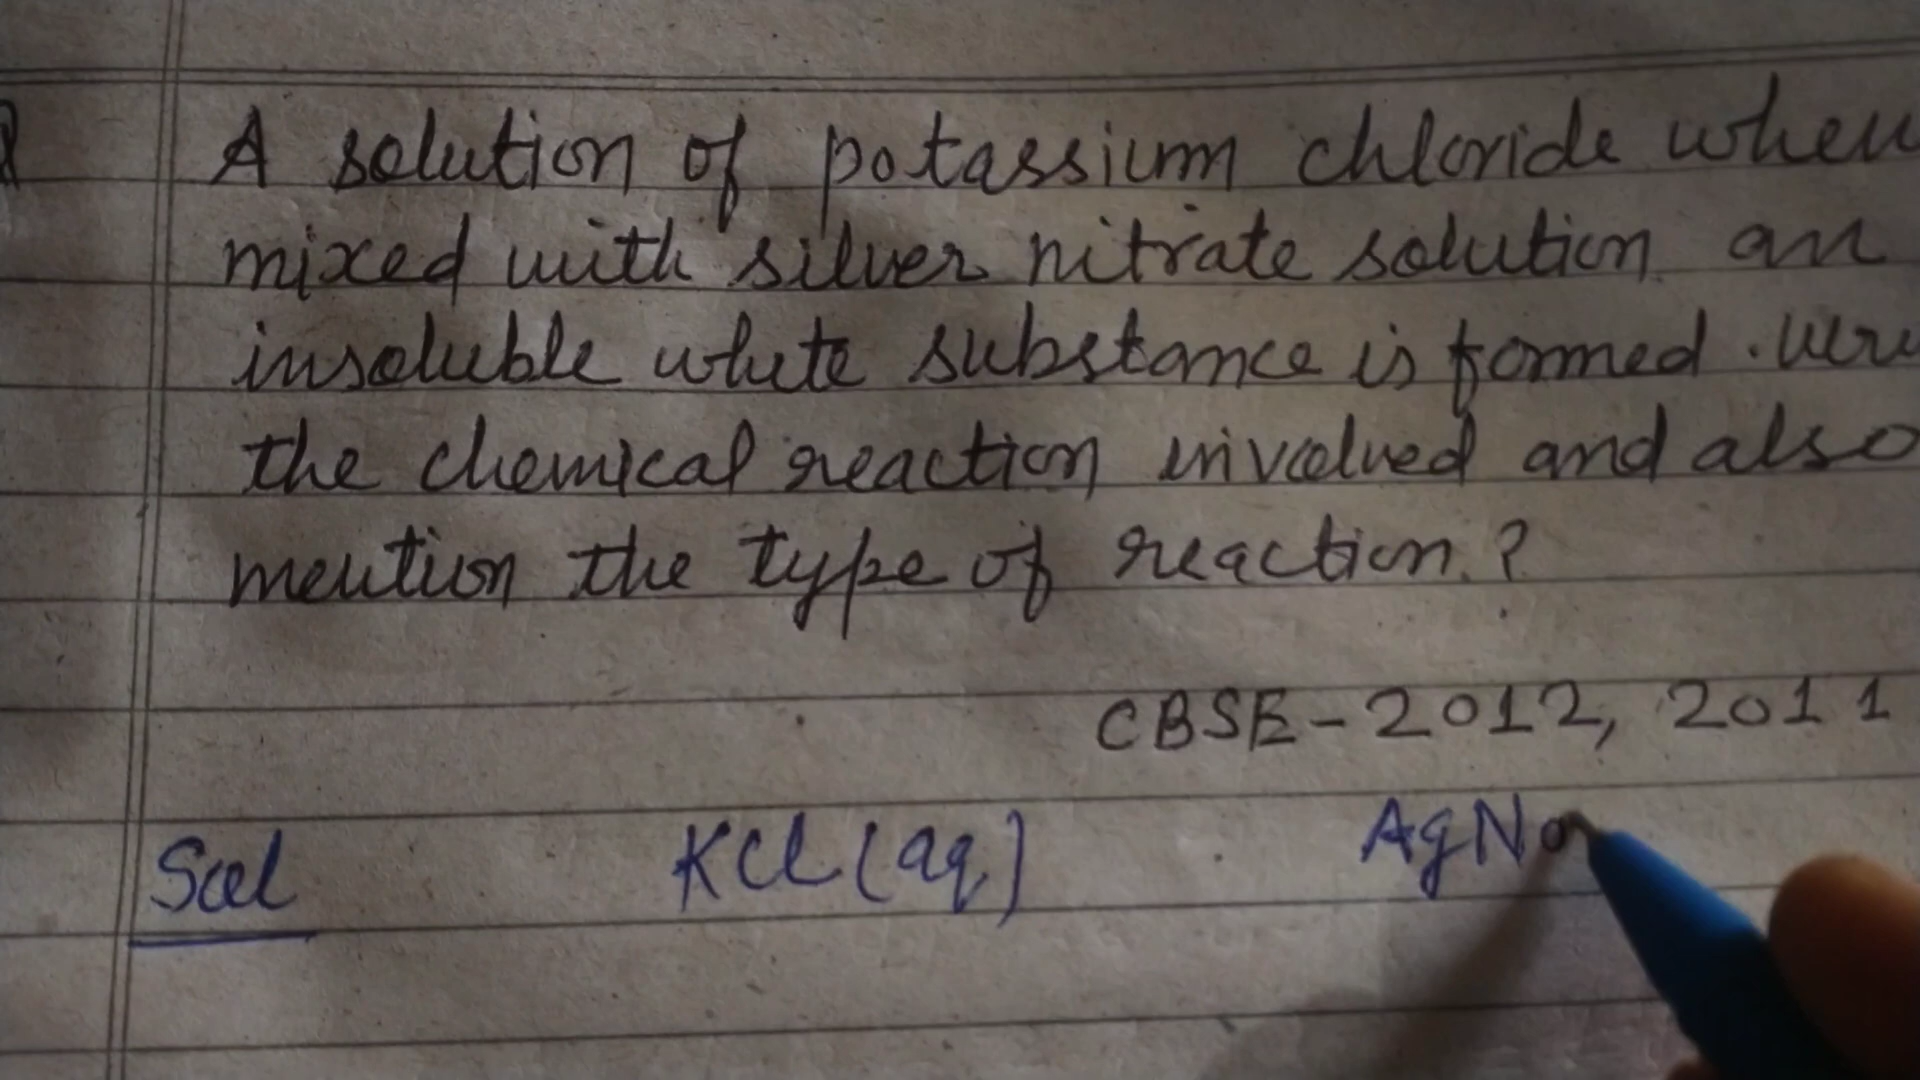 A solution of potassium chloride when
mixed with silver nitrate solution an
insoluble white substance is formed. Wri
the chemical reaction involved and also
mention the type of reaction.?
CBSE-2012, 2011
Sol KCl(aq) AgNo